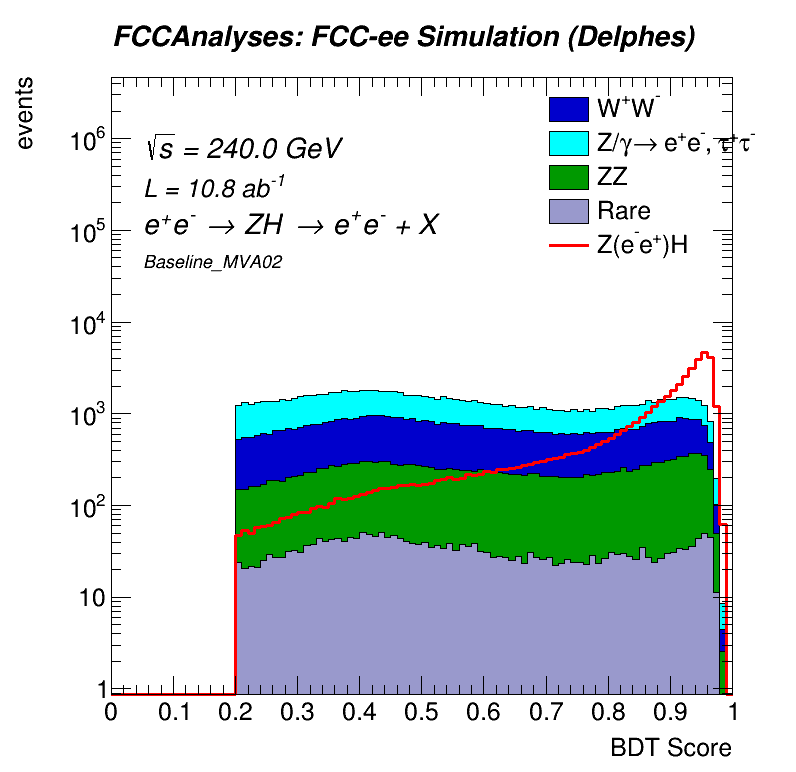 FCCAnalyses: FCC-ee Simulation (Delphes)
events
√s = 240.0 GeV
L = 10.8 ab⁻¹
e⁺e⁻ → ZH → e⁺e⁻ + X
Baseline_MVA02
W⁺W⁻
Z/γ→ e⁺e⁻, τ⁺τ⁻
ZZ
Rare
Z(e⁻e⁺)H
10⁶
10⁵
10⁴
10³
10²
10
1
0 0.1 0.2 0.3 0.4 0.5 0.6 0.7 0.8 0.9 1
BDT Score